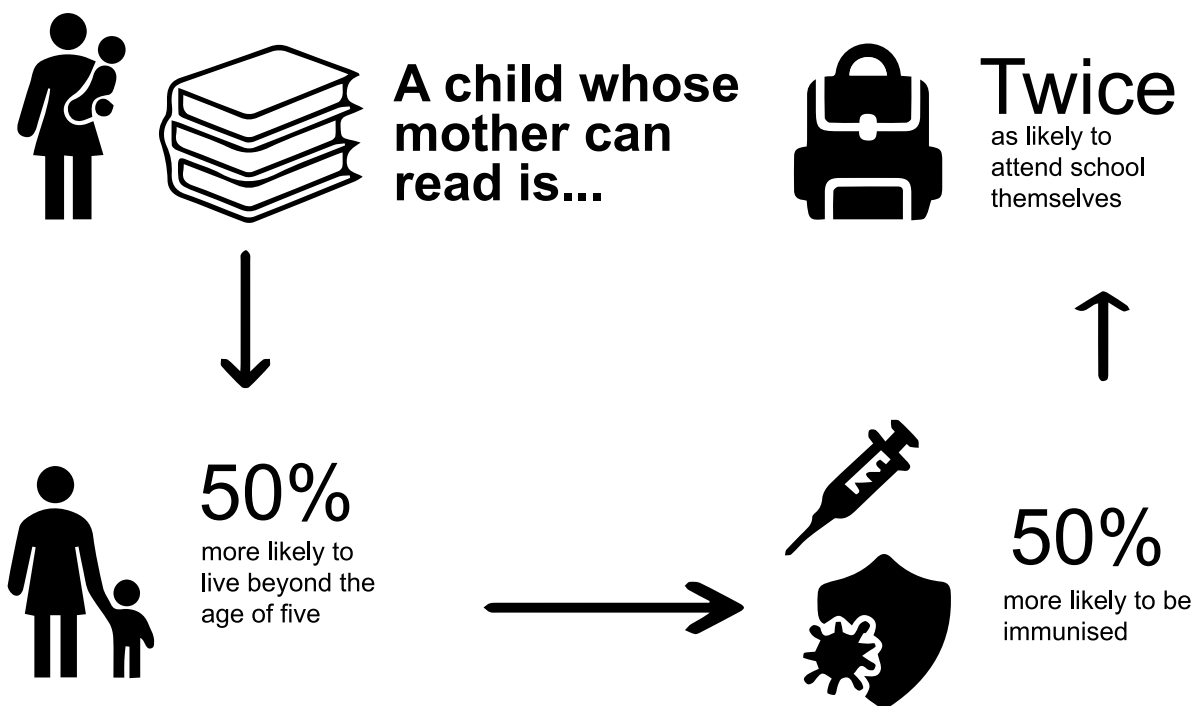 A child whose
mother can
read is...
50%
more likely to
live beyond the
age of five
50%
more likely to be
immunised
Twice
as likely to
attend school
themselves